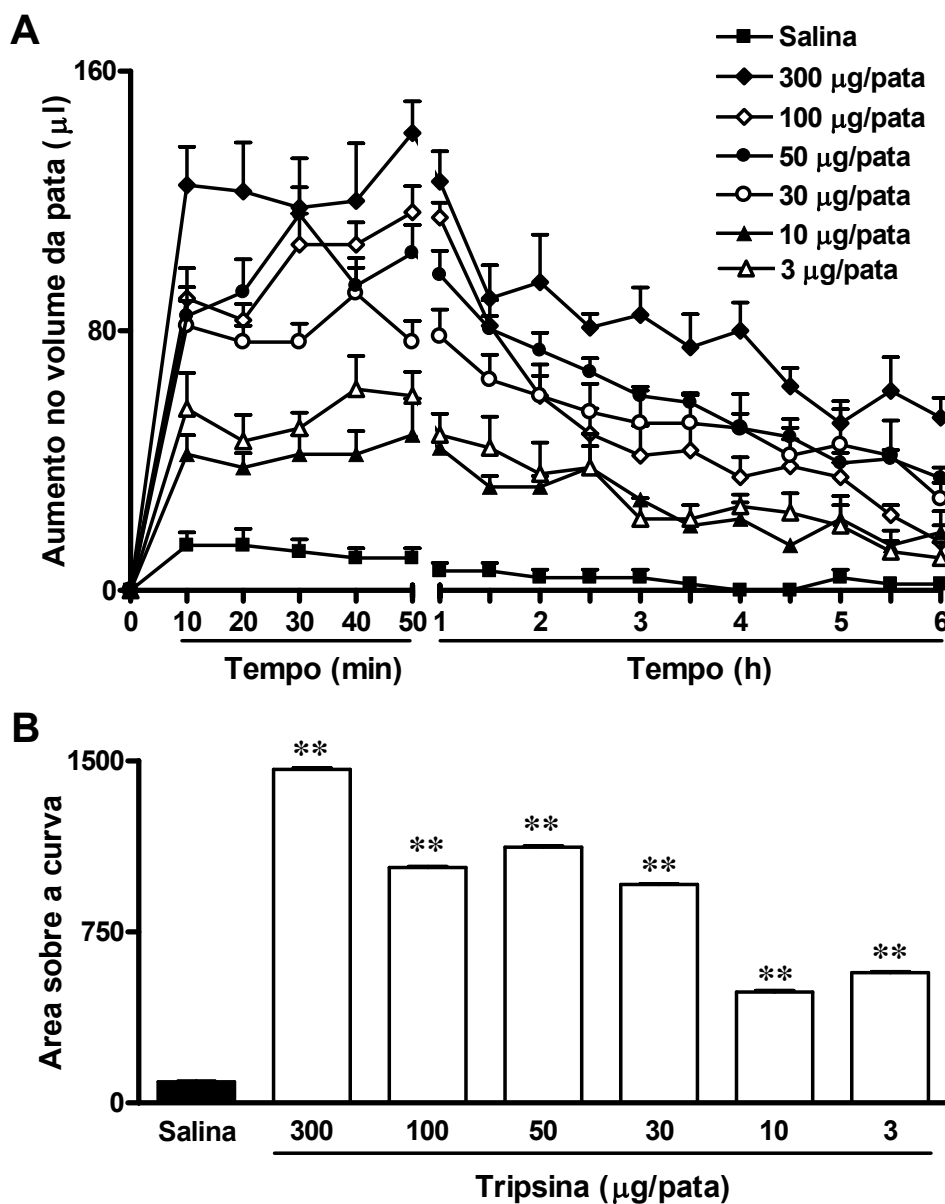 A
Salina
300 μg/pata
100 μg/pata
50 μg/pata
30 μg/pata
10 μg/pata
3 μg/pata
Aumento no volume da pata (μl)
160
80
0
0 10 20 30 40 50 1 2 3 4 5 6
Tempo (min) Tempo (h)
B
Area sobre a curva
1500
750
0
** ** ** ** ** **
Salina 300 100 50 30 10 3
Tripsina (μg/pata)